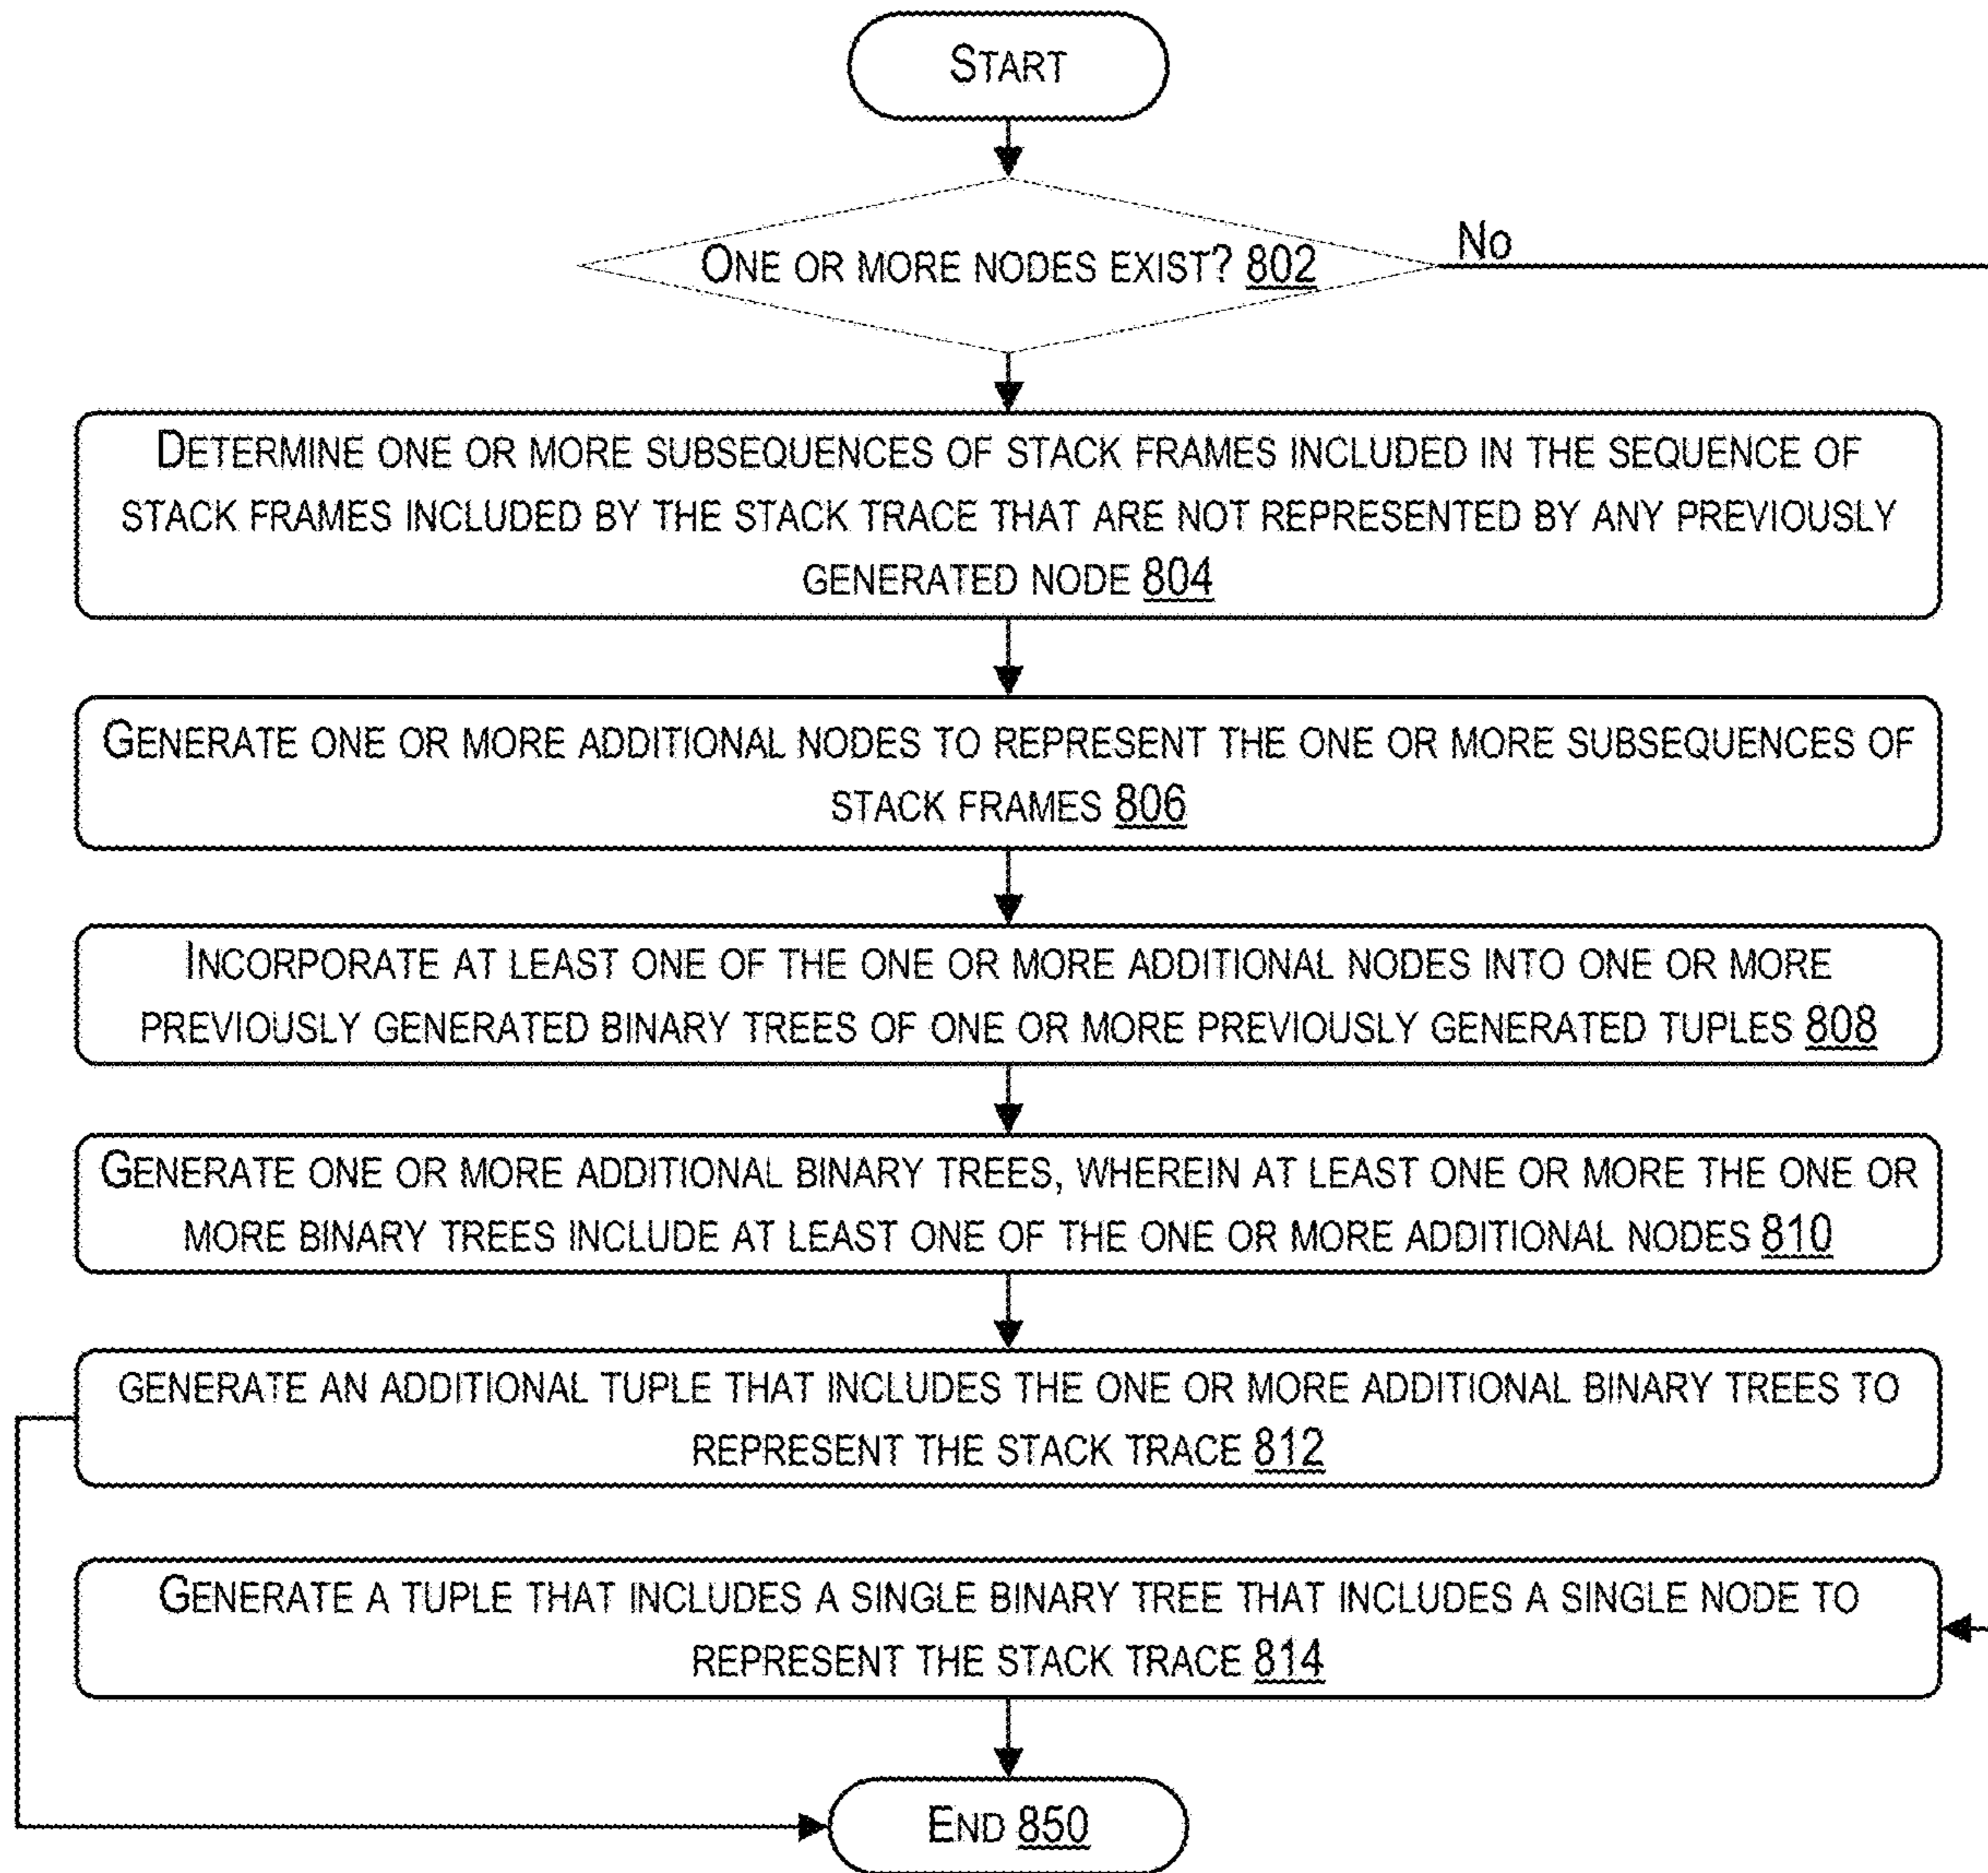 START
ONE OR MORE NODES EXIST? 802
NO
DETERMINE ONE OR MORE SUBSEQUENCES OF STACK FRAMES INCLUDED IN THE SEQUENCE OF
STACK FRAMES INCLUDED BY THE STACK TRACE THAT ARE NOT REPRESENTED BY ANY PREVIOUSLY
GENERATED NODE 804
GENERATE ONE OR MORE ADDITIONAL NODES TO REPRESENT THE ONE OR MORE SUBSEQUENCES OF
STACK FRAMES 806
INCORPORATE AT LEAST ONE OF THE ONE OR MORE ADDITIONAL NODES INTO ONE OR MORE
PREVIOUSLY GENERATED BINARY TREES OF ONE OR MORE PREVIOUSLY GENERATED TUPLES 808
GENERATE ONE OR MORE ADDITIONAL BINARY TREES, WHEREIN AT LEAST ONE OR MORE THE ONE OR
MORE BINARY TREES INCLUDE AT LEAST ONE OF THE ONE OR MORE ADDITIONAL NODES 810
GENERATE AN ADDITIONAL TUPLE THAT INCLUDES THE ONE OR MORE ADDITIONAL BINARY TREES TO
REPRESENT THE STACK TRACE 812
GENERATE A TUPLE THAT INCLUDES A SINGLE BINARY TREE THAT INCLUDES A SINGLE NODE TO
REPRESENT THE STACK TRACE 814
END 850